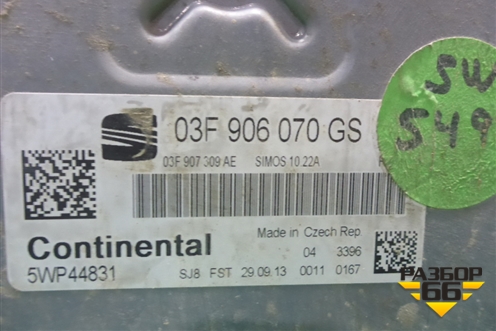 03F 906 070 GS
03F 907 309 AE SIMOS 10.22A
Continental
Made in Czech Rep
04 3396
5WP44831
SJ8 FST 29.09.13 0011 0167
SW
549
РАЗБОР
66